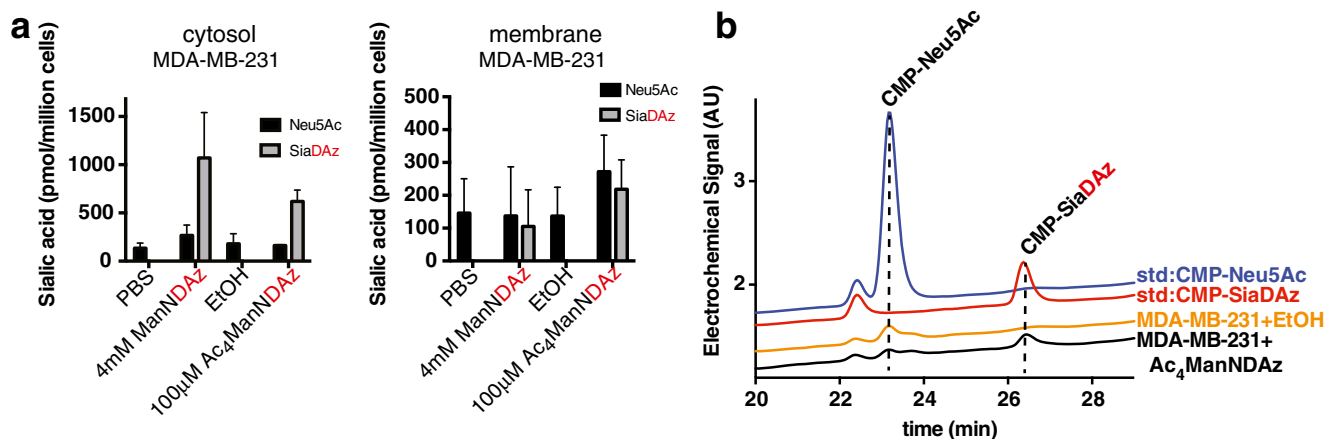 a
cytosol
MDA-MB-231
Sialic acid (pmol/million cells)
1500
1000
500
0
Neu5Ac
SiaDAz
PBS
4mM ManNDAz
EtOH
100μM Ac4ManNDAz
membrane
MDA-MB-231
Sialic acid (pmol/million cells)
500
400
300
200
100
0
Neu5Ac
SiaDAz
PBS
4mM ManNDAz
EtOH
100μM Ac4ManNDAz
b
CMP-Neu5Ac
CMP-SiaDAz
Electrochemical Signal (AU)
3
2
std:CMP-Neu5Ac
std:CMP-SiaDAz
MDA-MB-231+EtOH
MDA-MB-231+
Ac4ManNDAz
20
22
24
26
28
time (min)